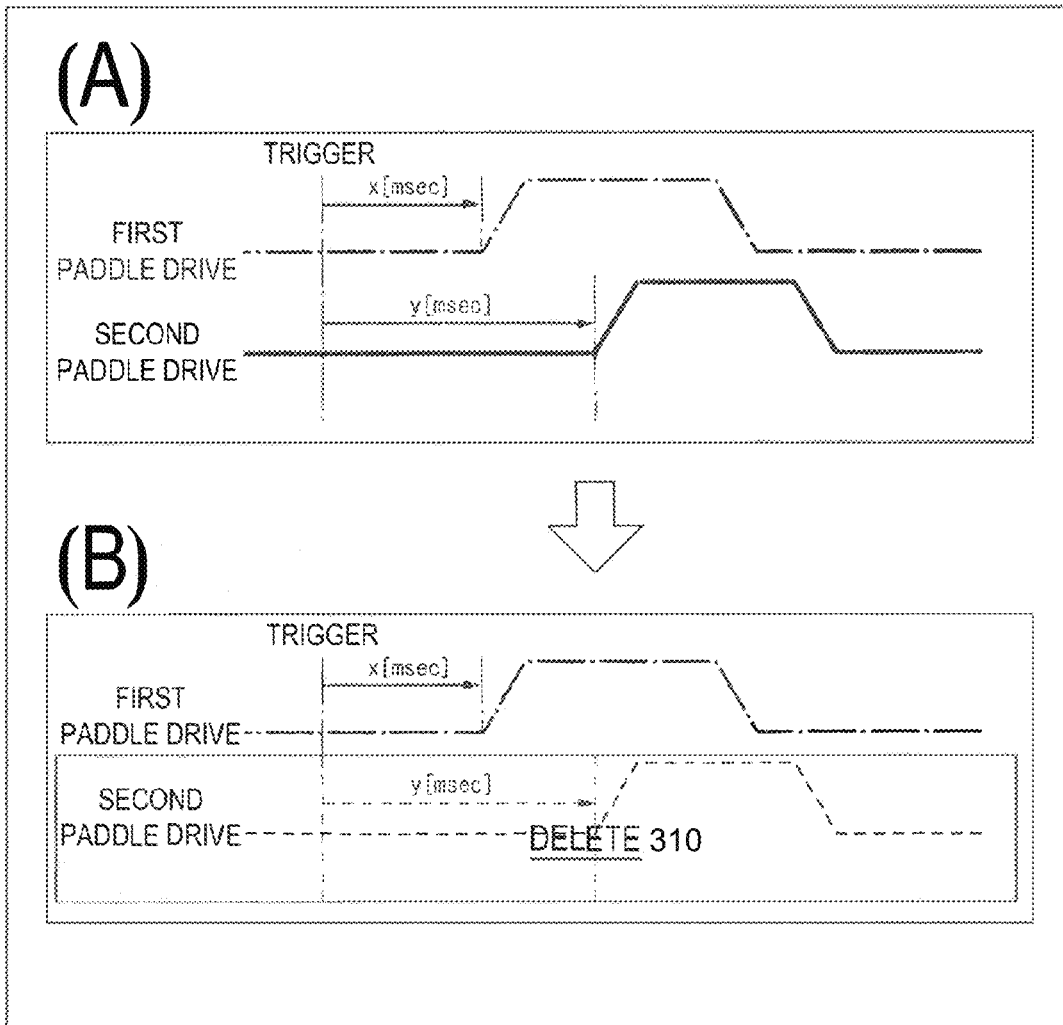 (A)
TRIGGER
x[msec]
FIRST
PADDLE DRIVE
y[msec]
SECOND
PADDLE DRIVE
(B)
TRIGGER
x[msec]
FIRST
PADDLE DRIVE
y[msec]
SECOND
PADDLE DRIVE
DELETE 310